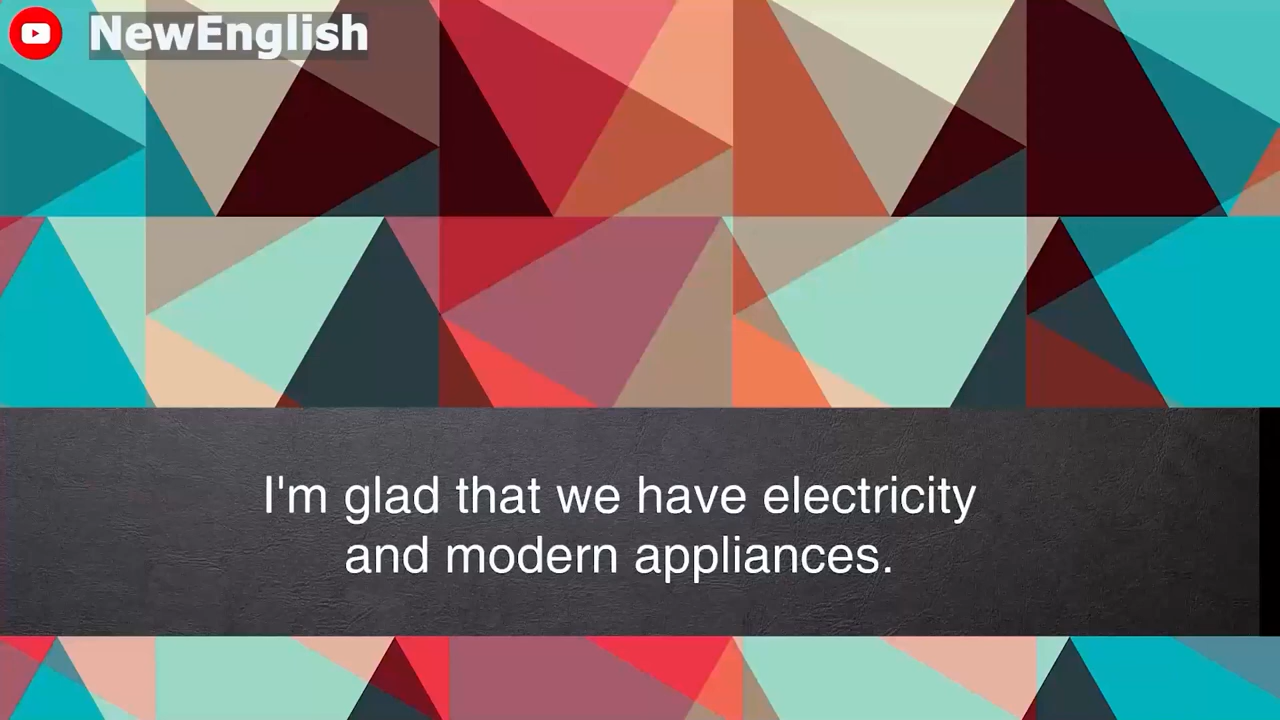 NewEnglish
I'm glad that we have electricity
and modern appliances.